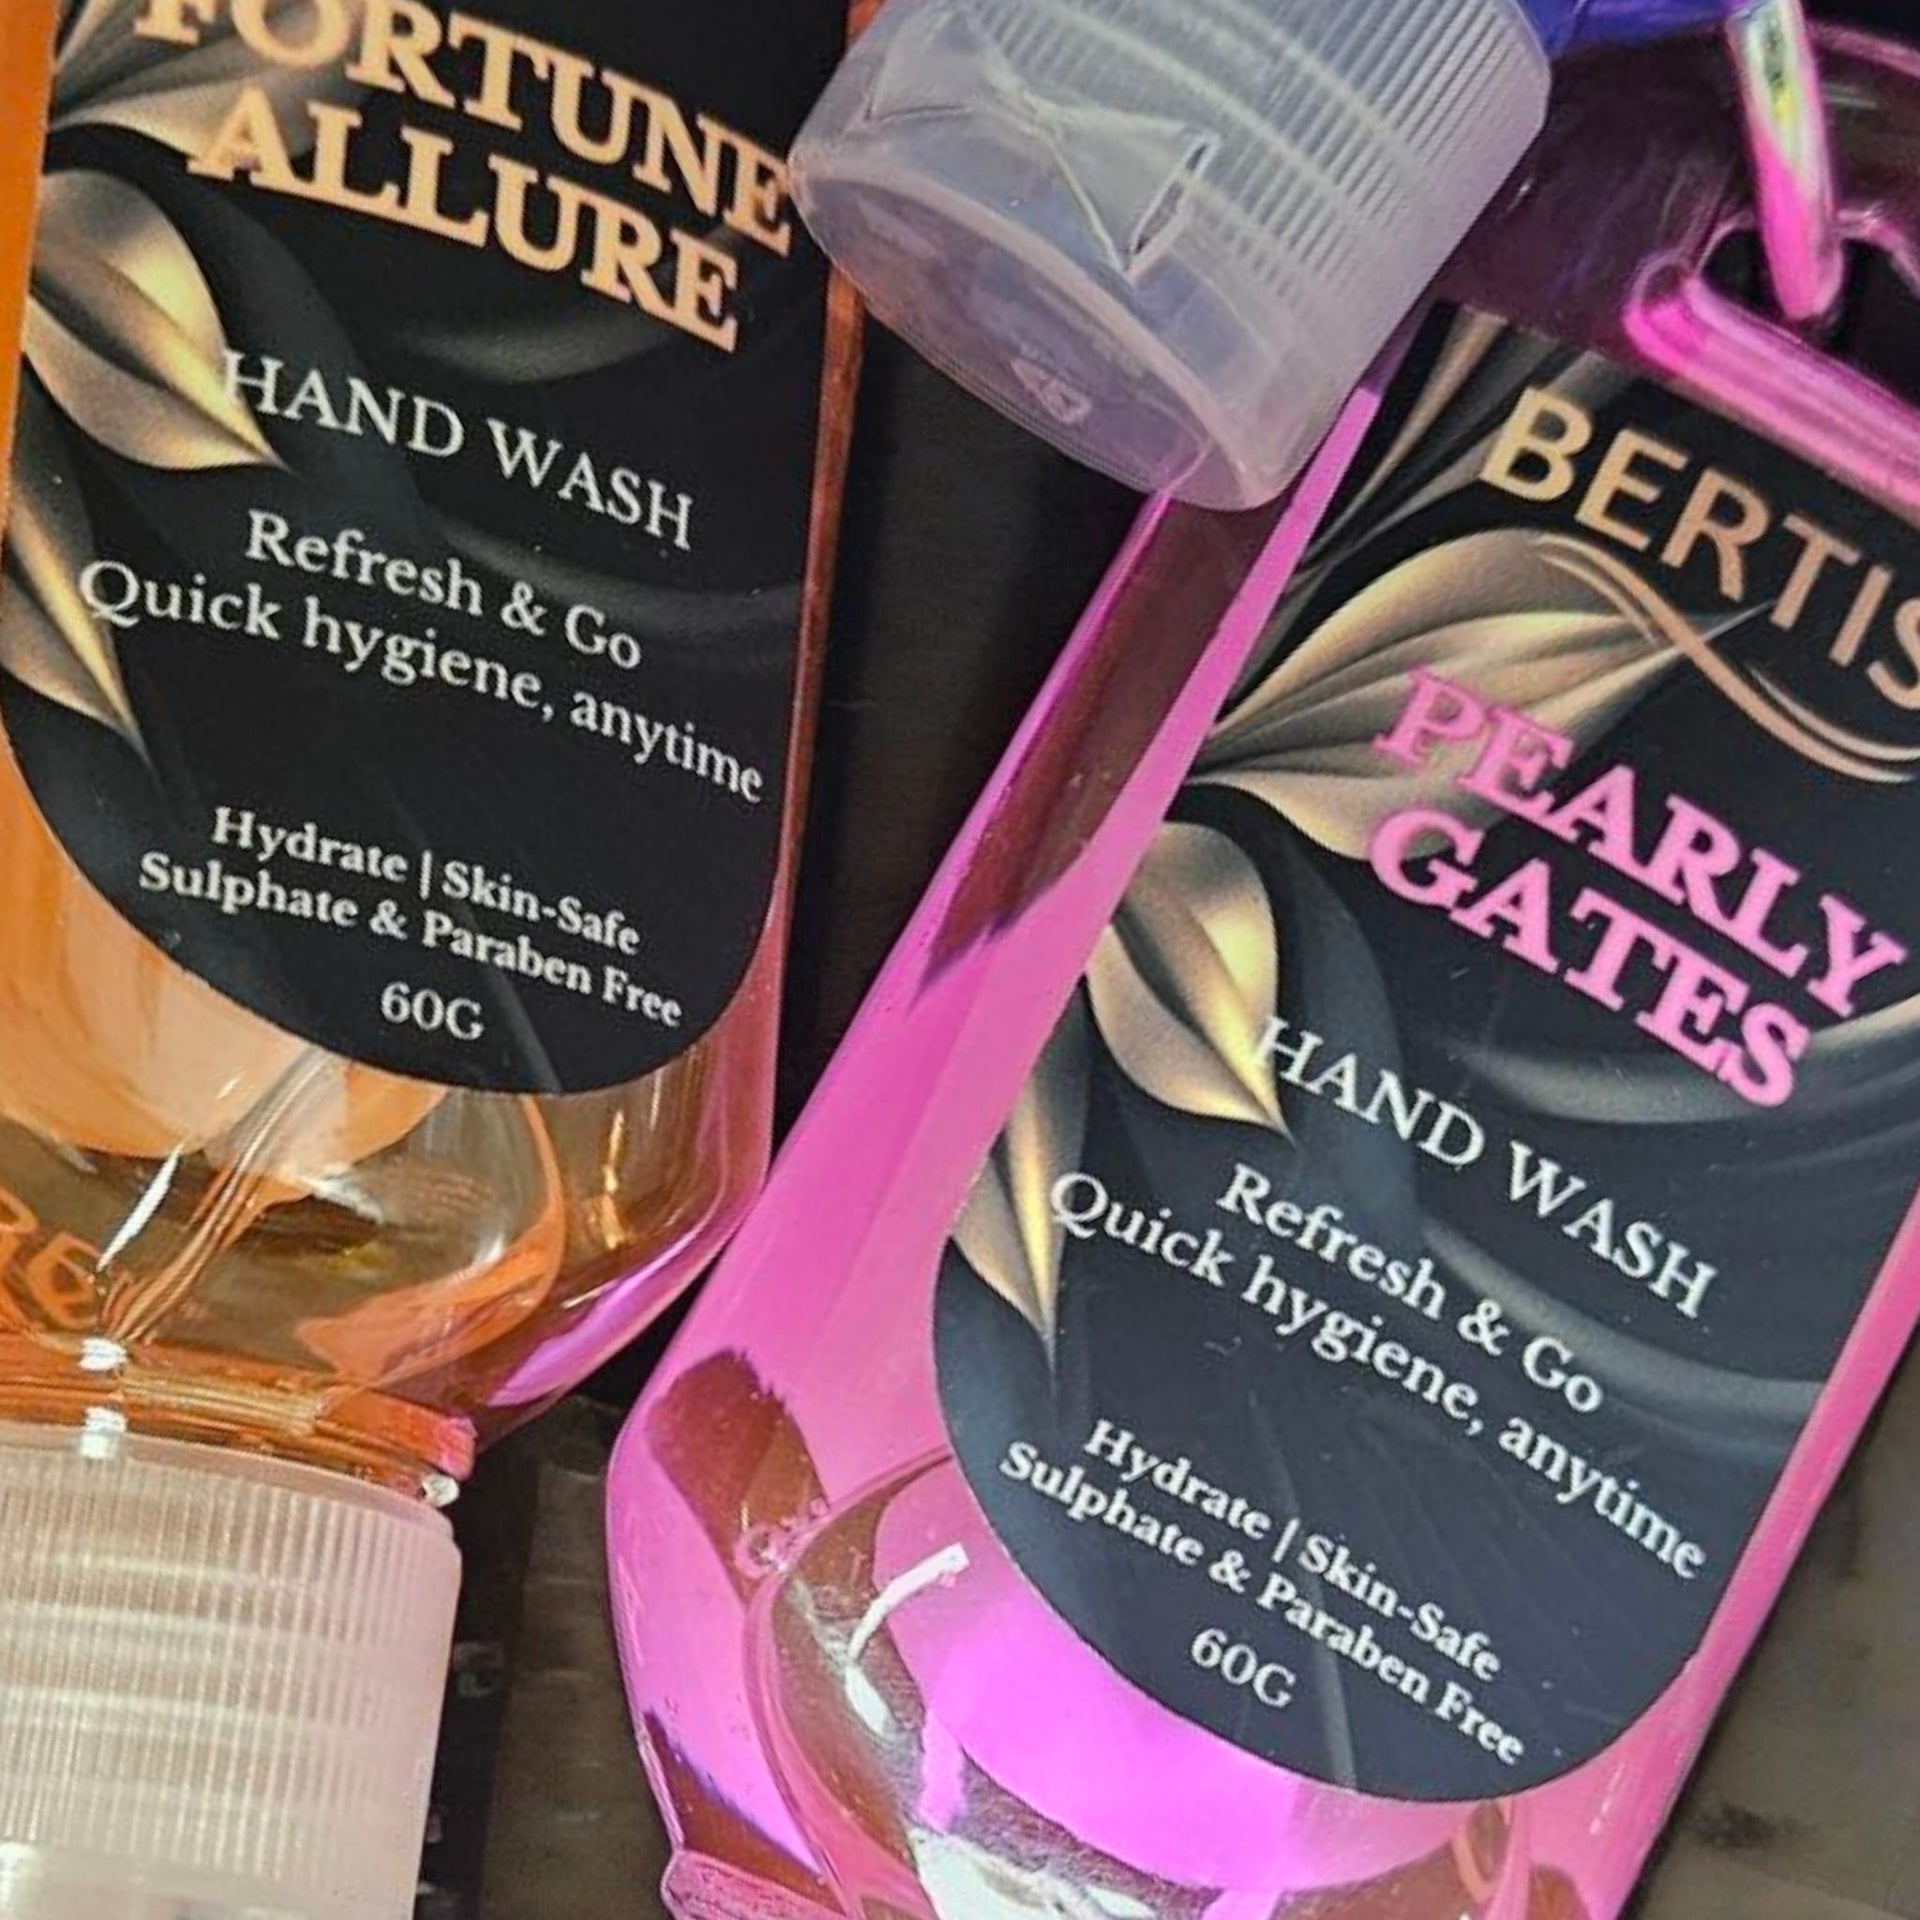 FORTUNE
ALLURE
HAND WASH
Refresh & Go
Quick hygiene, anytime
Hydrate | Skin-Safe
Sulphate & Paraben Free
60G
BERTIS
PEARLY
GATES
HAND WASH
Refresh & Go
Quick hygiene, anytime
Hydrate | Skin-Safe
Sulphate & Paraben Free
60G